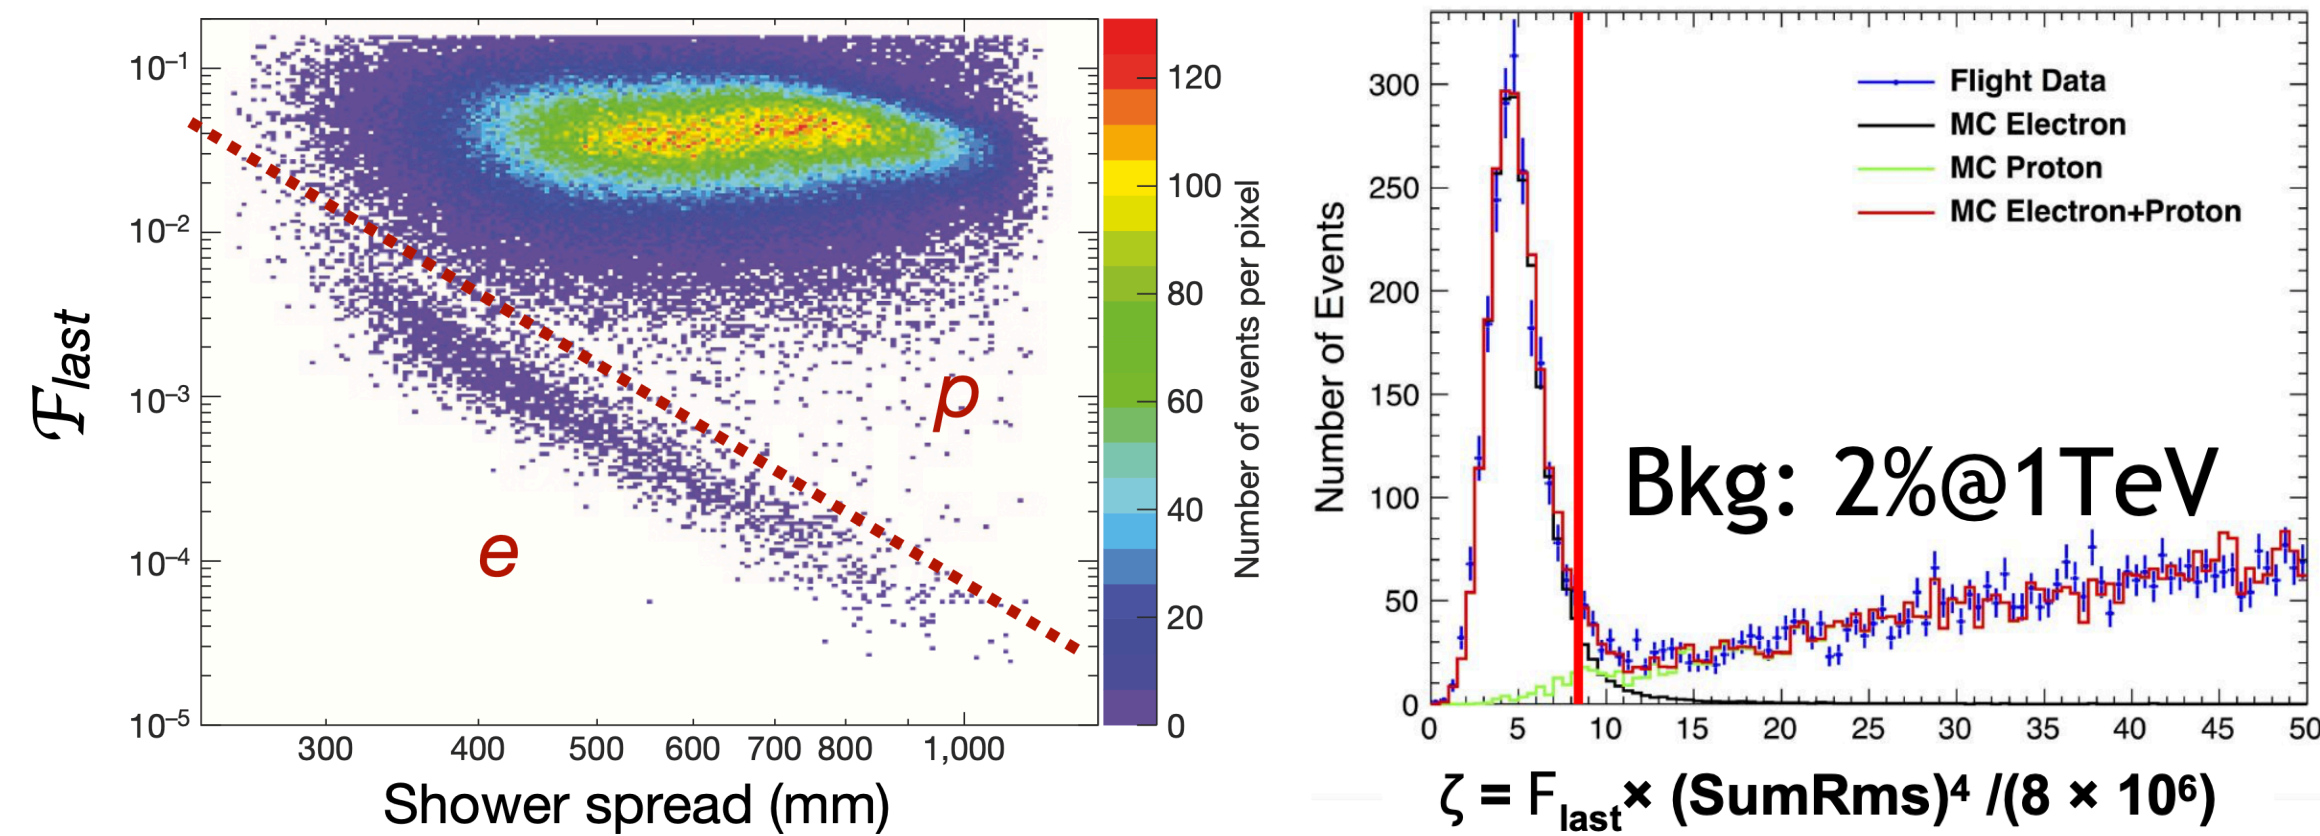 10⁻¹
10⁻²
10⁻³
10⁻⁴
10⁻⁵
ℱlast
300 400 500 600 700 800 1,000
Shower spread (mm)
e
p
120
100
80
60
40
20
0
Number of events per pixel
Number of Events
300
250
200
150
100
50
0
Flight Data
MC Electron
MC Proton
MC Electron+Proton
Bkg: 2%@1TeV
0 5 10 15 20 25 30 35 40 45 50
ζ = Flast× (SumRms)⁴ /(8 × 10⁶)